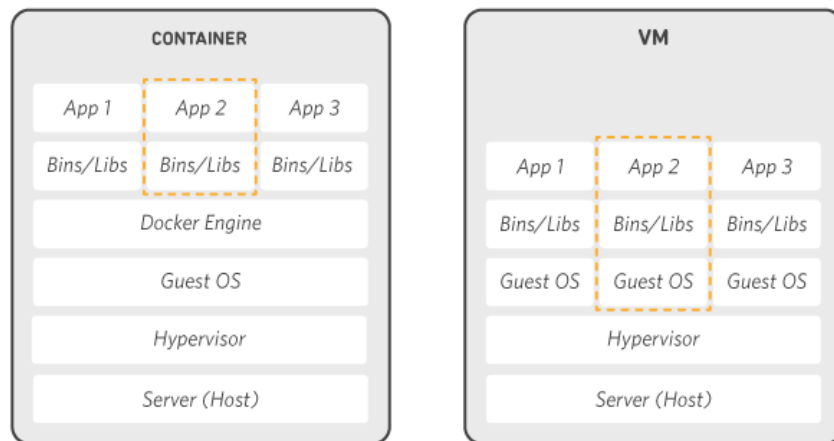 CONTAINER
App 1 App 2 App 3
Bins/Libs Bins/Libs Bins/Libs
Docker Engine
Guest OS
Hypervisor
Server (Host)
VM
App 1 App 2 App 3
Bins/Libs Bins/Libs Bins/Libs
Guest OS Guest OS Guest OS
Hypervisor
Server (Host)